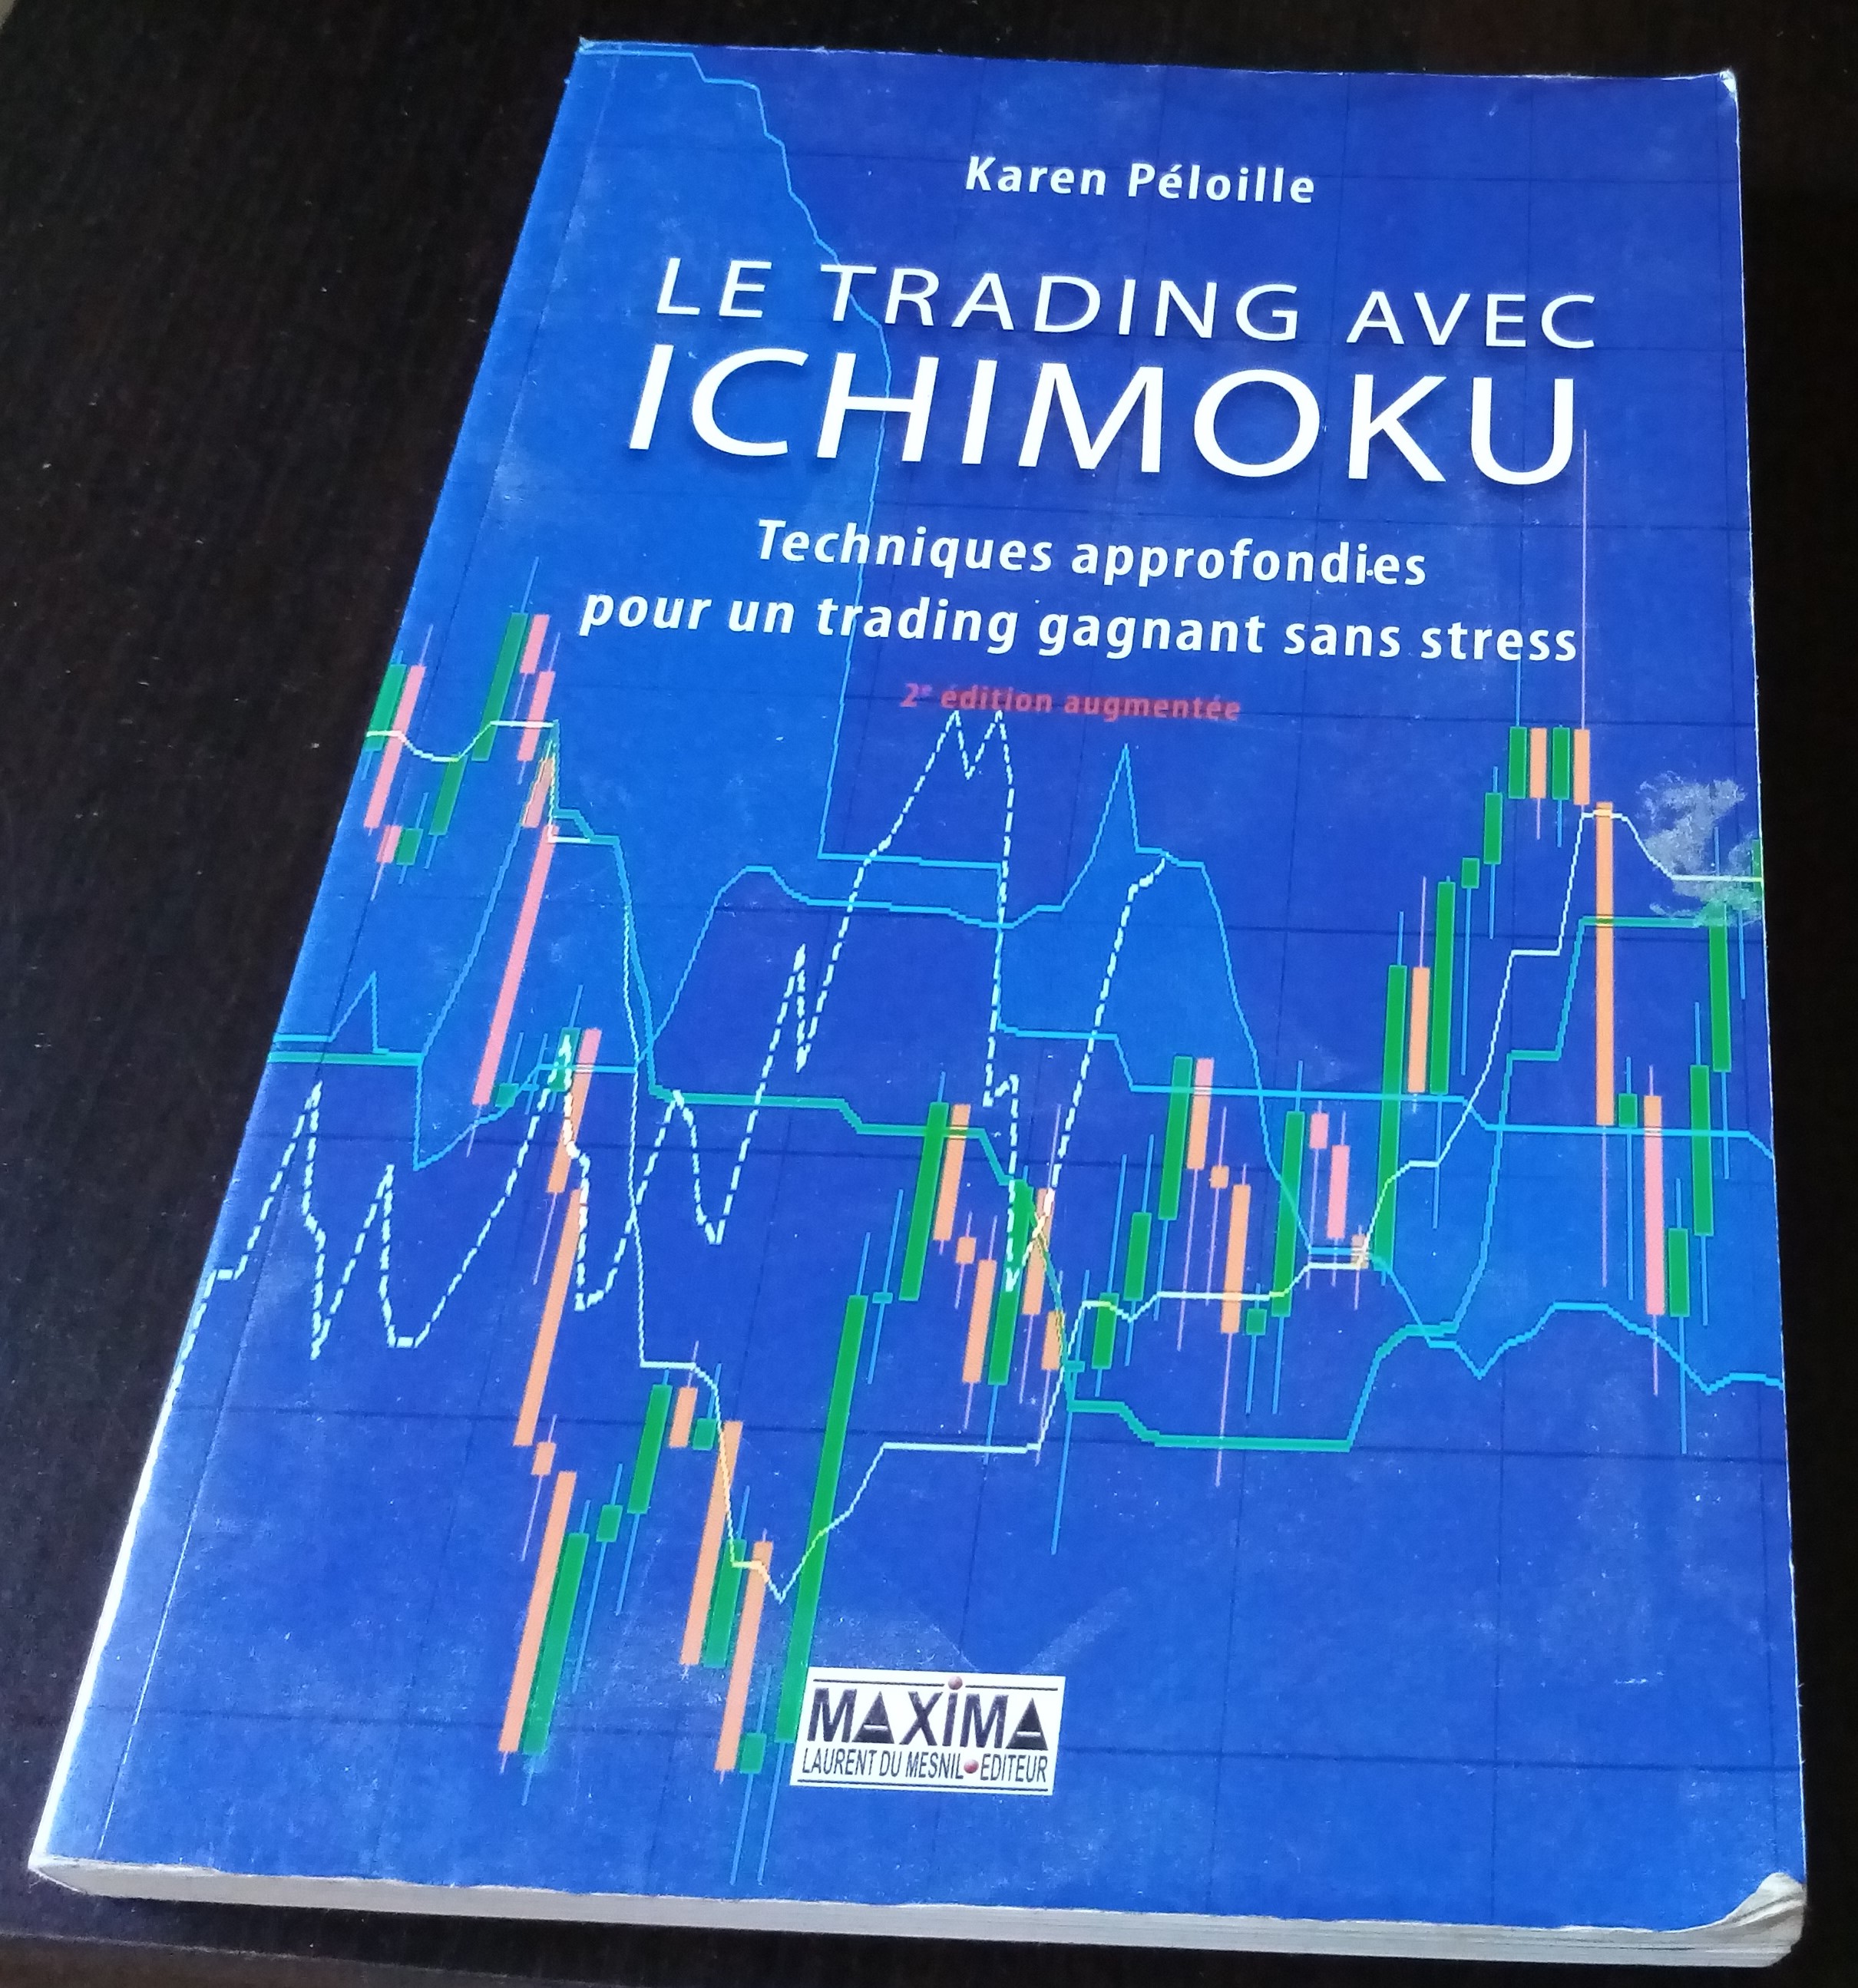 Karen Péloille
LE TRADING AVEC
ICHIMOKU
Techniques approfondies
pour un trading gagnant sans stress
2e édition augmentée
MAXIMA
LAURENT DU MESNIL • EDITEUR